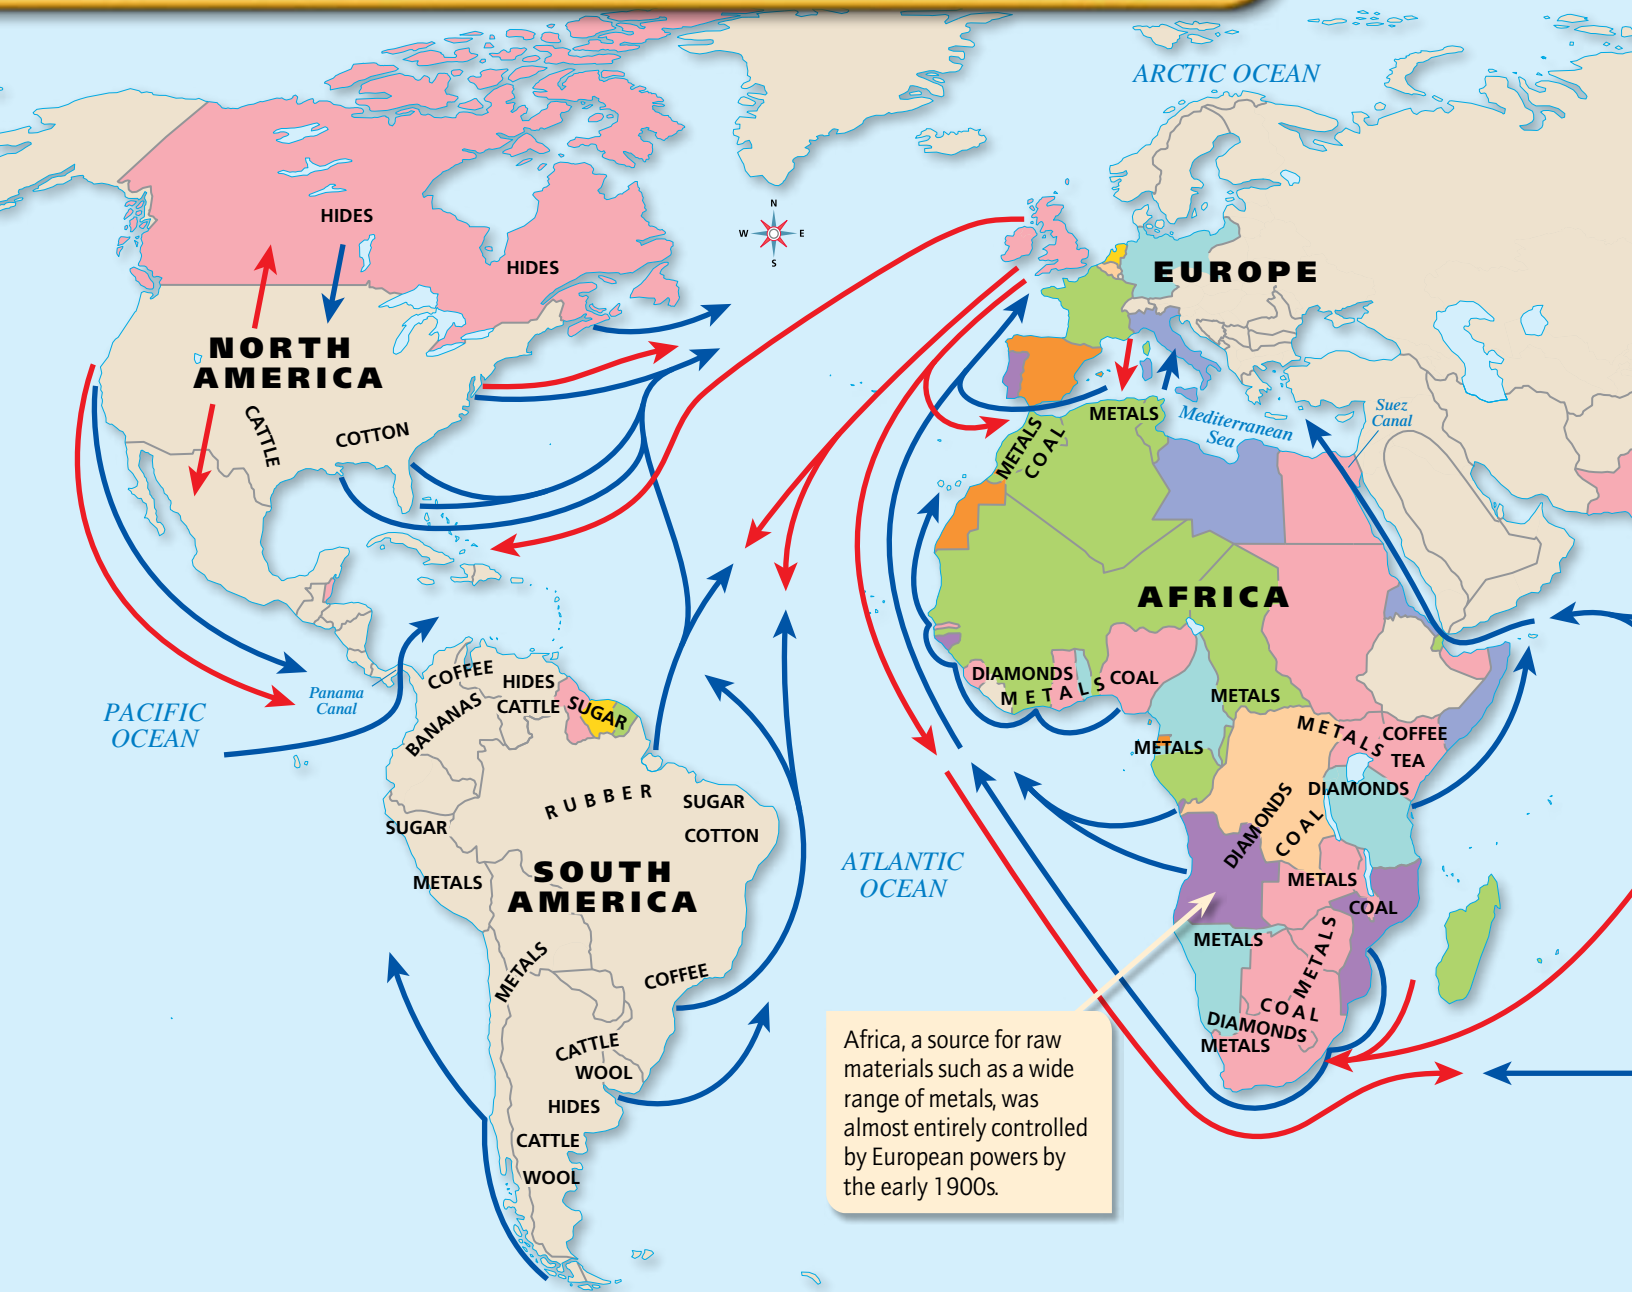 ARCTIC OCEAN
HIDES
HIDES
N
W
E
S
EUROPE
NORTH
AMERICA
CATTLE
COTTON
METALS
METALS
COAL
Mediterranean
Sea
Suez
Canal
AFRICA
PACIFIC
OCEAN
Panama
Canal
COFFEE
HIDES
CATTLE
BANANAS
SUGAR
DIAMONDS
METALS
COAL
METALS
METALS
METALS
COFFEE
TEA
DIAMONDS
DIAMONDS
COAL
RUBBER
SUGAR
COTTON
SUGAR
METALS
SOUTH
AMERICA
ATLANTIC
OCEAN
METALS
COAL
METALS
METALS
COAL
DIAMONDS
METALS
METALS
COFFEE
CATTLE
WOOL
HIDES
CATTLE
WOOL
Africa, a source for raw
materials such as a wide
range of metals, was
almost entirely controlled
by European powers by
the early 1900s.